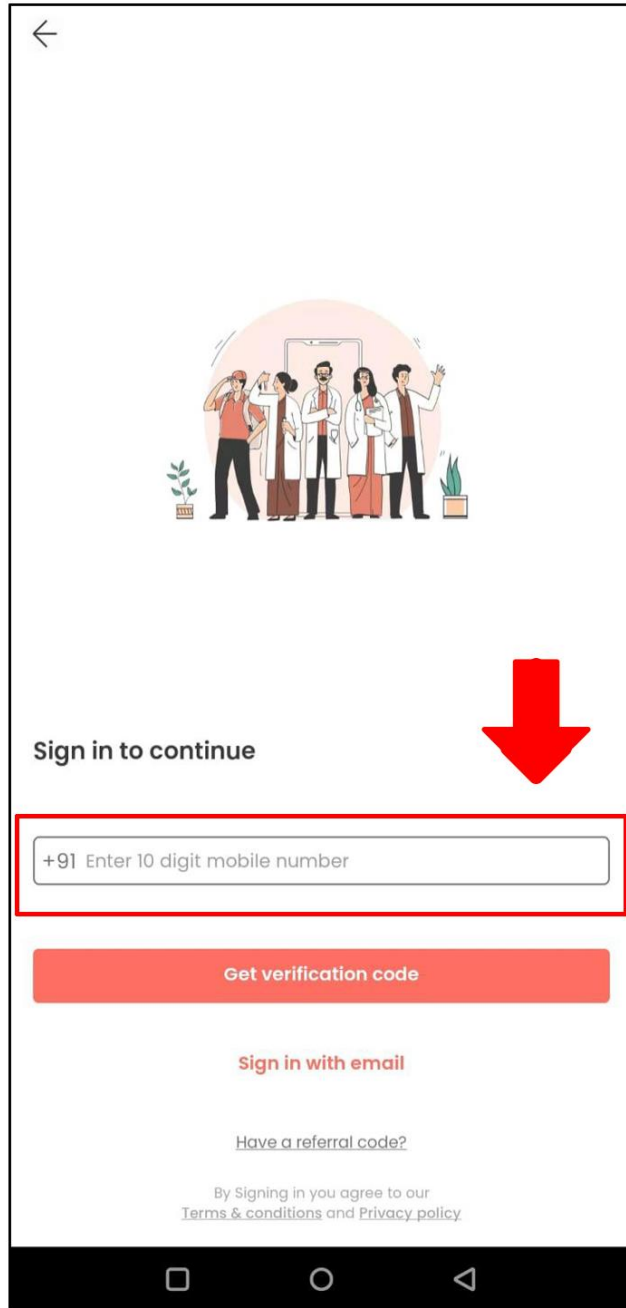 Sign in to continue
+91 Enter 10 digit mobile number
Get verification code
Sign in with email
Have a referral code?
By Signing in you agree to our
Terms & conditions and Privacy policy